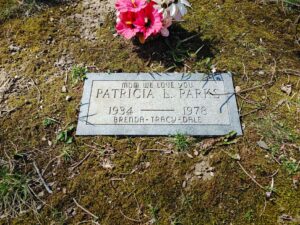 MOM WE LOVE YOU
PATRICIA L. PARKS
1934 — 1978
BRENDA - TRACY - DALE